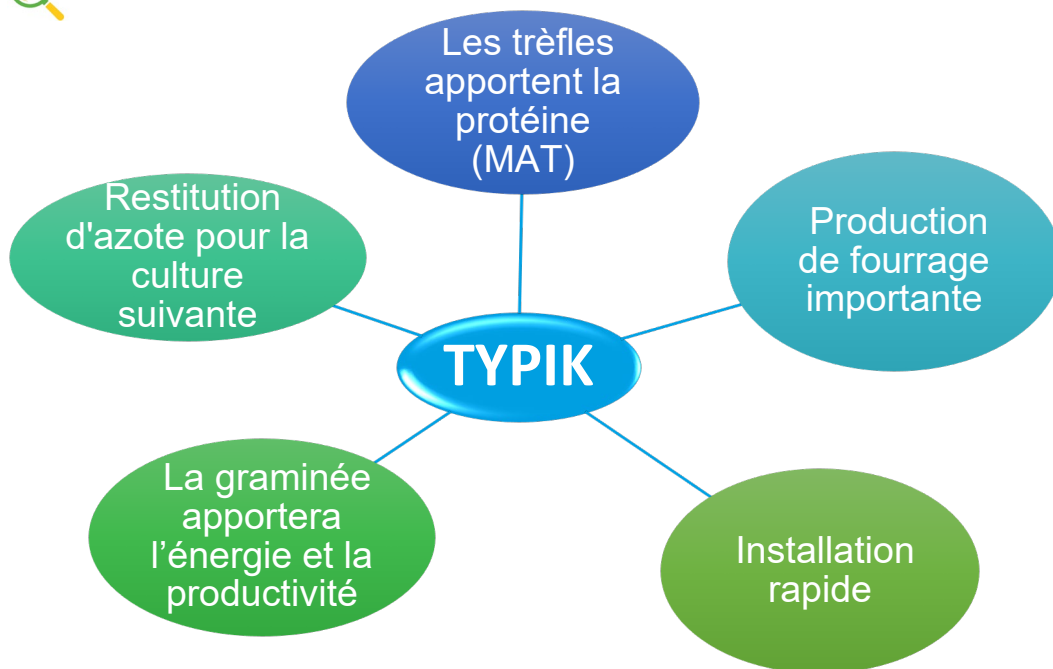 Les trèfles
apportent la
protéine
(MAT)
Restitution
d'azote pour la
culture
suivante
Production
de fourrage
importante
TYPIK
La graminée
apportera
l’énergie et la
productivité
Installation
rapide